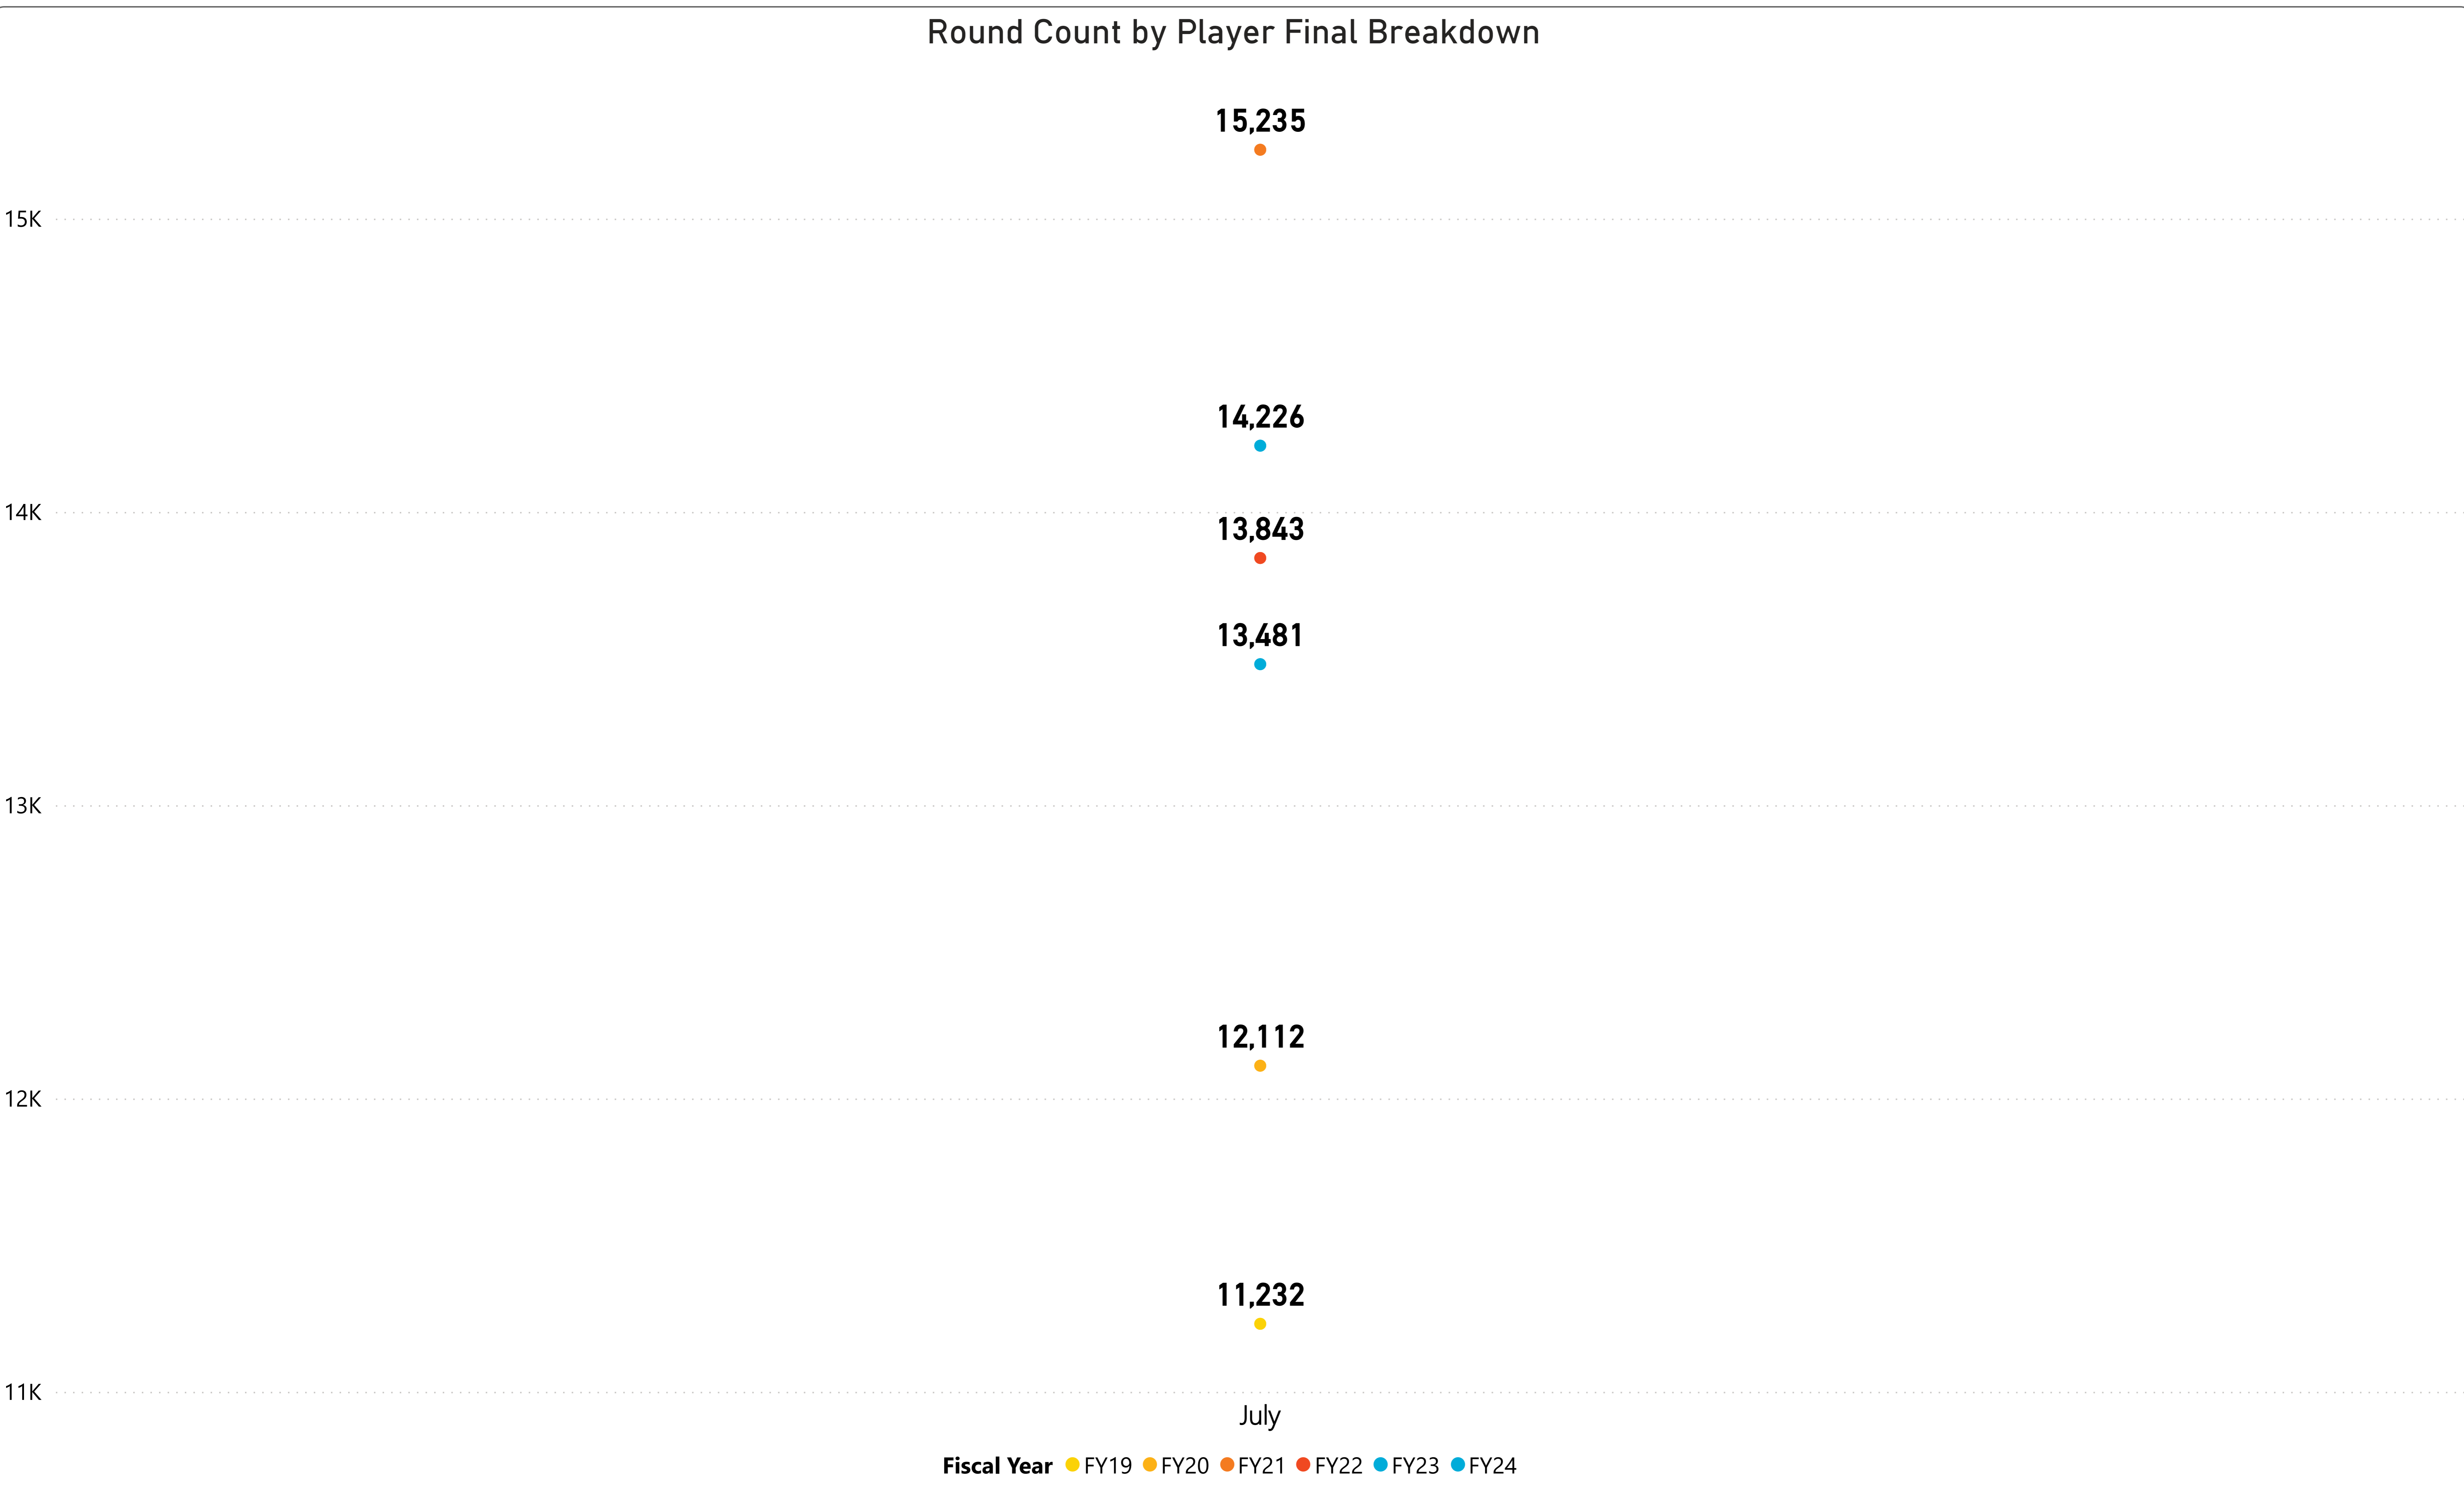 Round Count by Player Final Breakdown
15,235
15K
14,226
14K
13,843
13,481
13K
12,112
12K
11,232
11K
July
Fiscal Year FY19 FY20 FY21 FY22 FY23 FY24